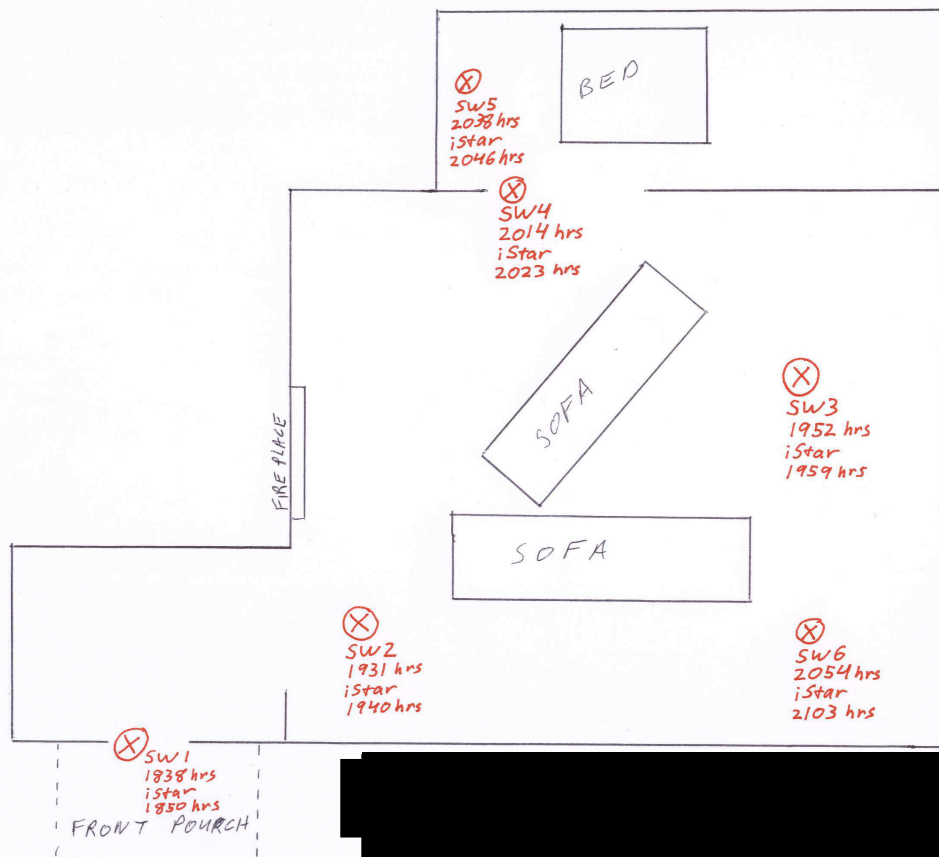 BED
SW5
2038 hrs
iStar
2046 hrs
SW4
2014 hrs
iStar
2023 hrs
SOFA
SW3
1952 hrs
iStar
1959 hrs
FIRE PLACE
SOFA
SW2
1931 hrs
iStar
1940 hrs
SW6
2054 hrs
iStar
2103 hrs
SW1
1838 hrs
iStar
1850 hrs
FRONT POURCH